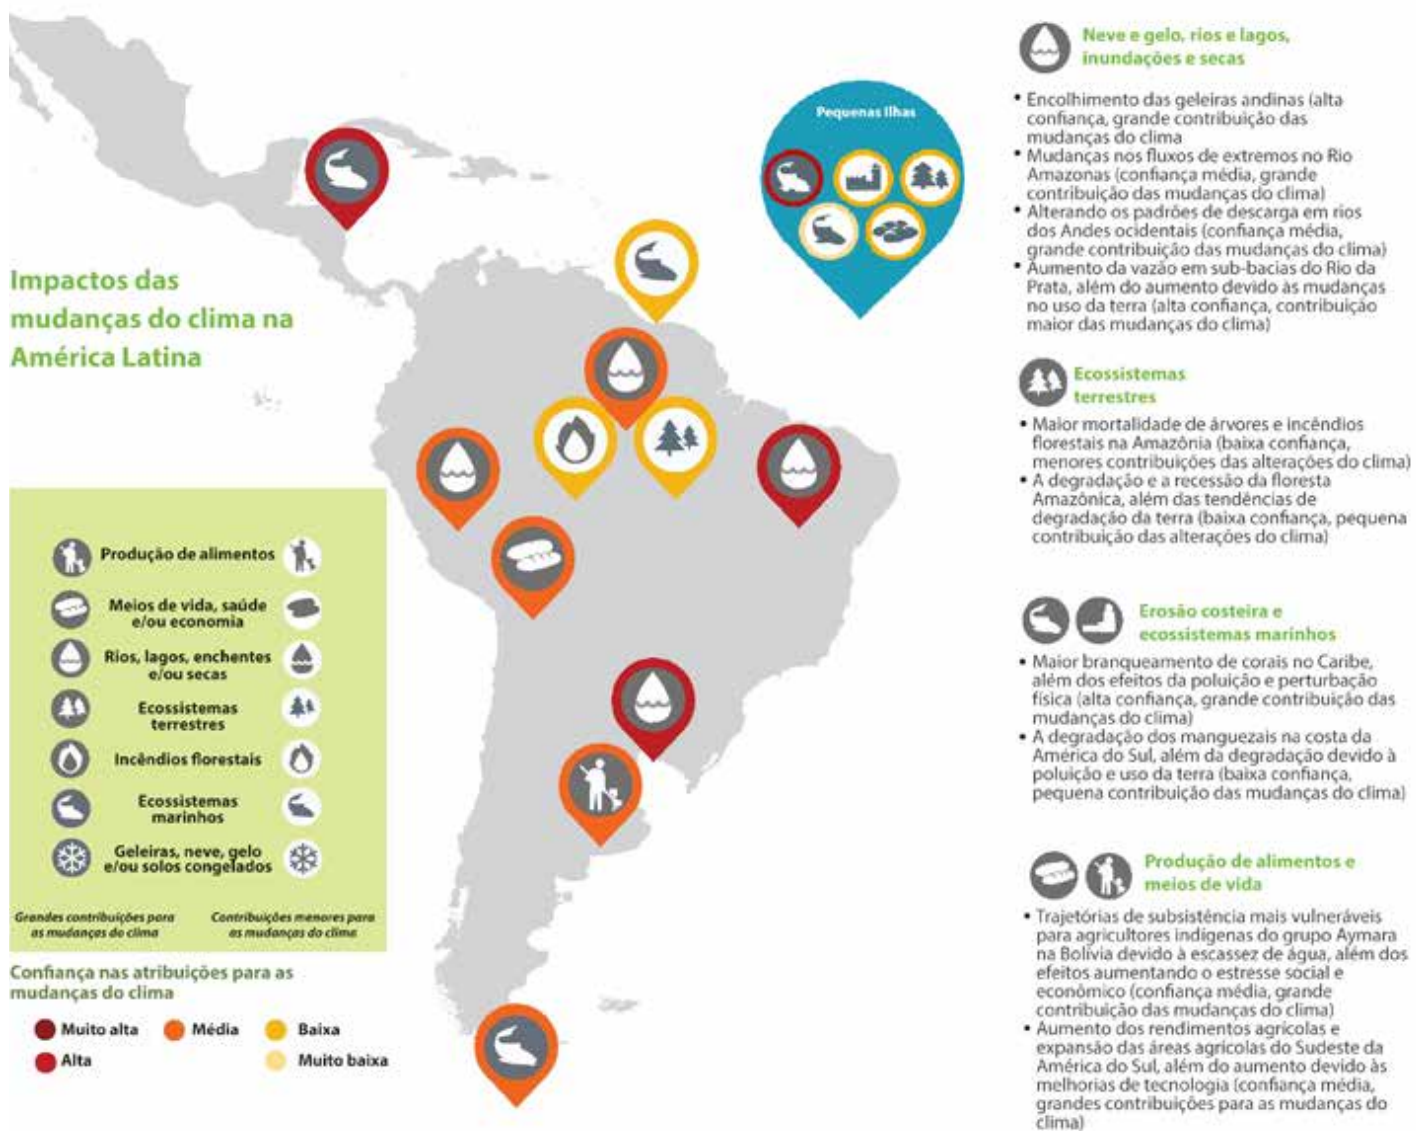 Impactos das
mudanças do clima na
América Latina
Pequenas Ilhas
Produção de alimentos
Meios de vida, saúde
e/ou economia
Rios, lagos, enchentes
e/ou secas
Ecossistemas
terrestres
Incêndios florestais
Ecossistemas
marinhos
Geleiras, neve, gelo
e/ou solos congelados
Grandes contribuições para
as mudanças do clima
Contribuições menores para
as mudanças do clima
Confiança nas atribuições para as
mudanças do clima
Muito alta
Média
Baixa
Alta
Muito baixa
Neve e gelo, rios e lagos,
inundações e secas
• Encolhimento das geleiras andinas (alta
confiança, grande contribuição das
mudanças do clima
• Mudanças nos fluxos de extremos no Rio
Amazonas (confiança média, grande
contribuição das mudanças do clima)
• Alterando os padrões de descarga em rios
dos Andes ocidentais (confiança média,
grande contribuição das mudanças do clima)
• Aumento da vazão em sub-bacias do Rio da
Prata, além do aumento devido às mudanças
no uso da terra (alta confiança, contribuição
maior das mudanças do clima)
Ecossistemas
terrestres
• Maior mortalidade de árvores e incêndios
florestais na Amazônia (baixa confiança,
menores contribuições das alterações do clima)
• A degradação e a recessão da floresta
Amazônica, além das tendências de
degradação da terra (baixa confiança, pequena
contribuição das alterações do clima)
Erosão costeira e
ecossistemas marinhos
• Maior branqueamento de corais no Caribe,
além dos efeitos da poluição e perturbação
física (alta confiança, grande contribuição das
mudanças do clima)
• A degradação dos manguezais na costa da
América do Sul, além da degradação devido à
poluição e uso da terra (baixa confiança,
pequena contribuição das mudanças do clima)
Produção de alimentos e
meios de vida
• Trajetórias de subsistência mais vulneráveis
para agricultores indígenas do grupo Aymara
na Bolívia devido à escassez de água, além dos
efeitos aumentando o estresse social e
econômico (confiança média, grande
contribuição das mudanças do clima)
• Aumento dos rendimentos agrícolas e
expansão das áreas agrícolas do Sudeste da
América do Sul, além do aumento devido às
melhorias de tecnologia (confiança média,
grandes contribuições para as mudanças do
clima)